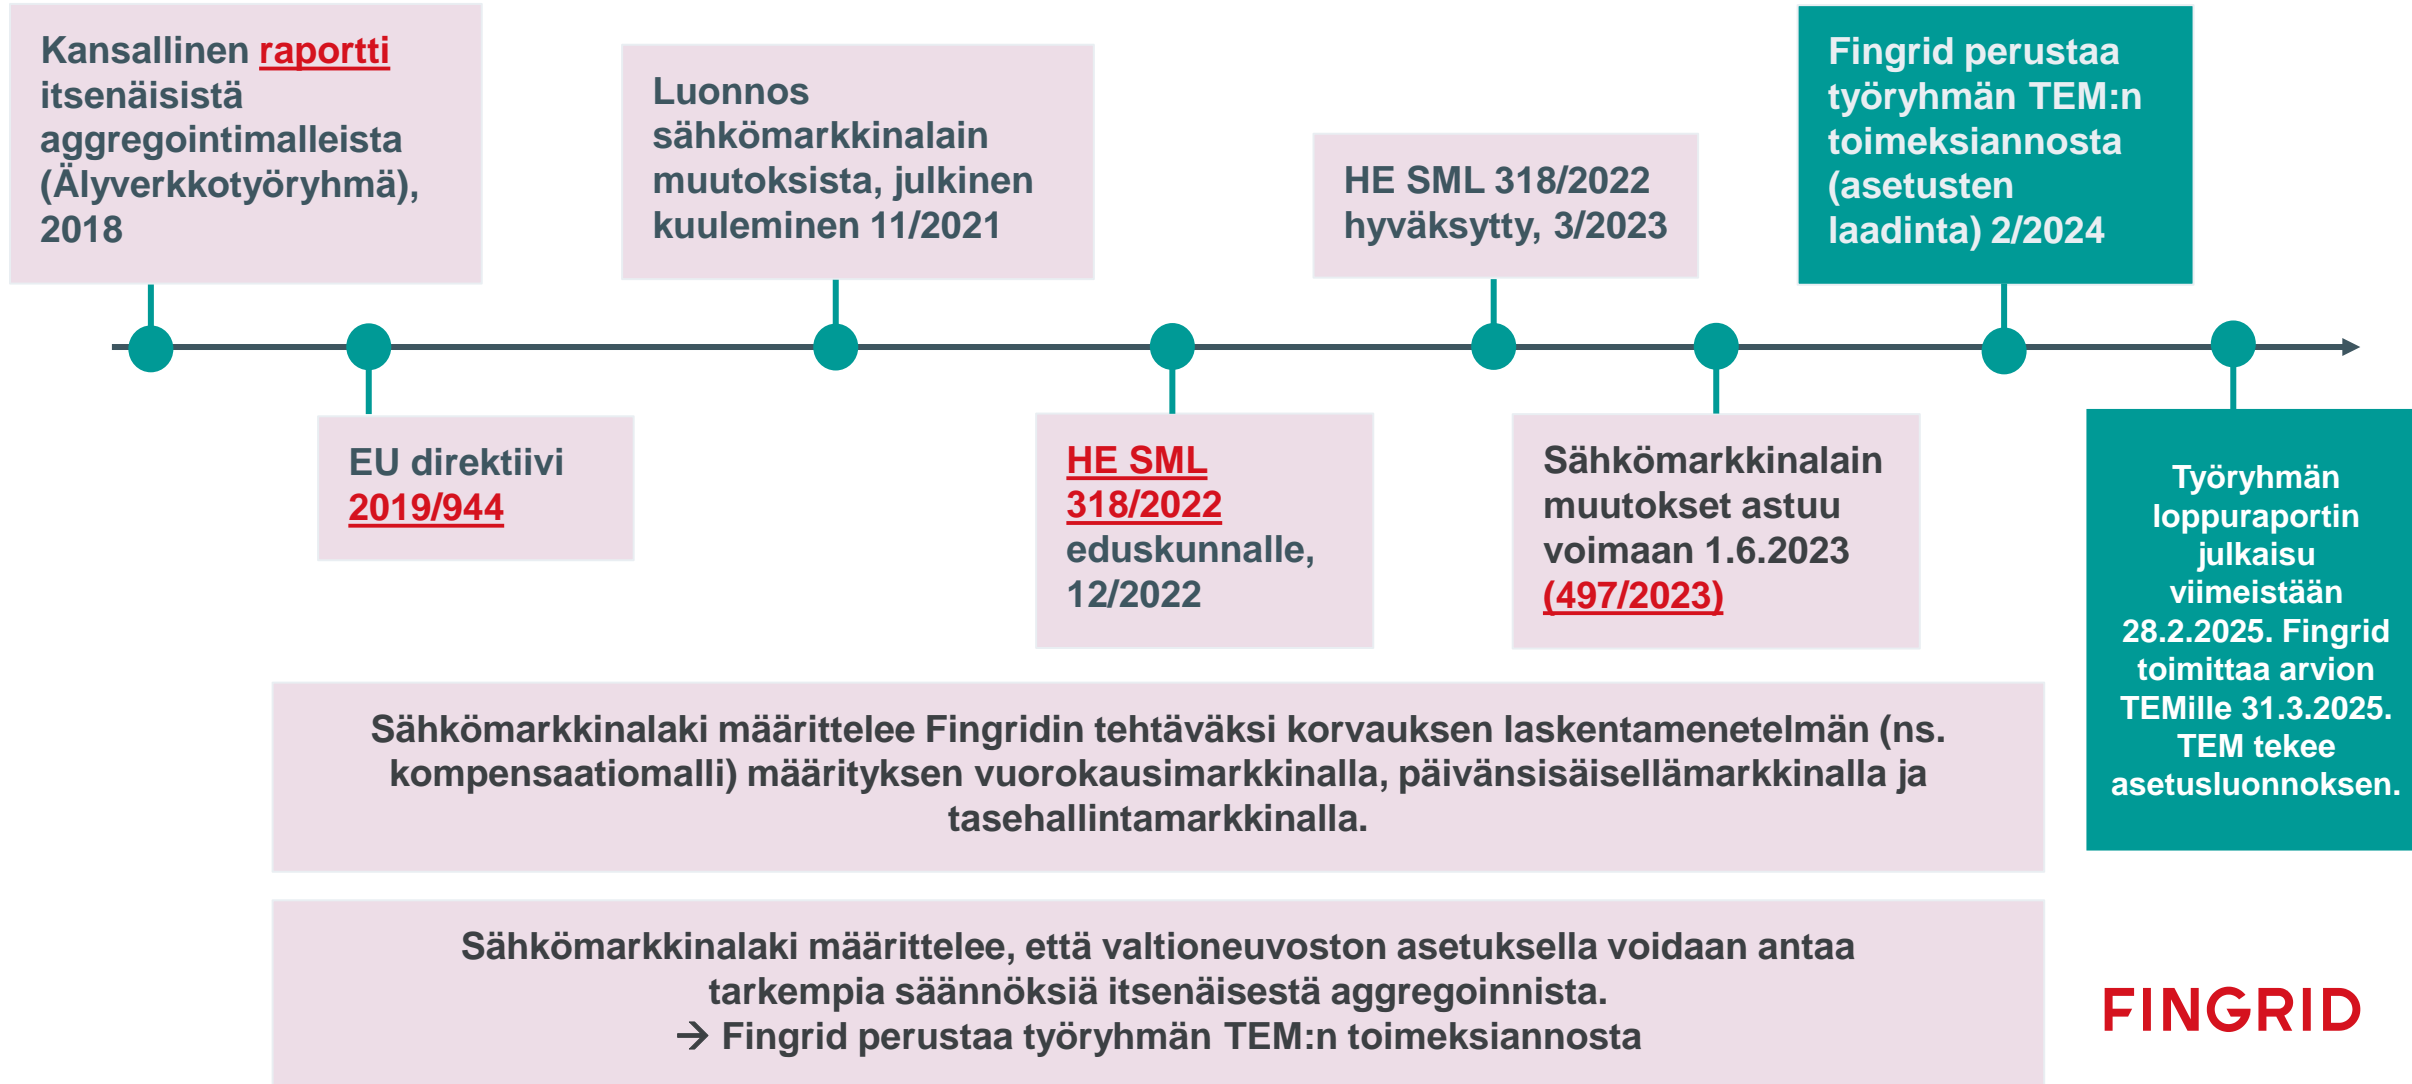 Kansallinen raportti
itsenäisistä
aggregointimalleista
(Älyverkkotyöryhmä),
2018
EU direktiivi
2019/944
Luonnos
sähkömarkkinalain
muutoksista, julkinen
kuuleminen 11/2021
HE SML
318/2022
eduskunnalle,
12/2022
HE SML 318/2022
hyväksytty, 3/2023
Sähkömarkkinalain
muutokset astuu
voimaan 1.6.2023
(497/2023)
Fingrid perustaa
työryhmän TEM:n
toimeksiannosta
(asetusten
laadinta) 2/2024
Työryhmän
loppuraportin
julkaisu
viimeistään
28.2.2025. Fingrid
toimittaa arvion
TEMille 31.3.2025.
TEM tekee
asetusluonnoksen.
Sähkömarkkinalaki määrittelee Fingridin tehtäväksi korvauksen laskentamenetelmän (ns.
kompensaatiomalli) määrityksen vuorokausimarkkinalla, päivänsisäisellämarkkinalla ja
tasehallintamarkkinalla.
Sähkömarkkinalaki määrittelee, että valtioneuvoston asetuksella voidaan antaa
tarkempia säännöksiä itsenäisestä aggregoinnista.
→ Fingrid perustaa työryhmän TEM:n toimeksiannosta
FINGRID